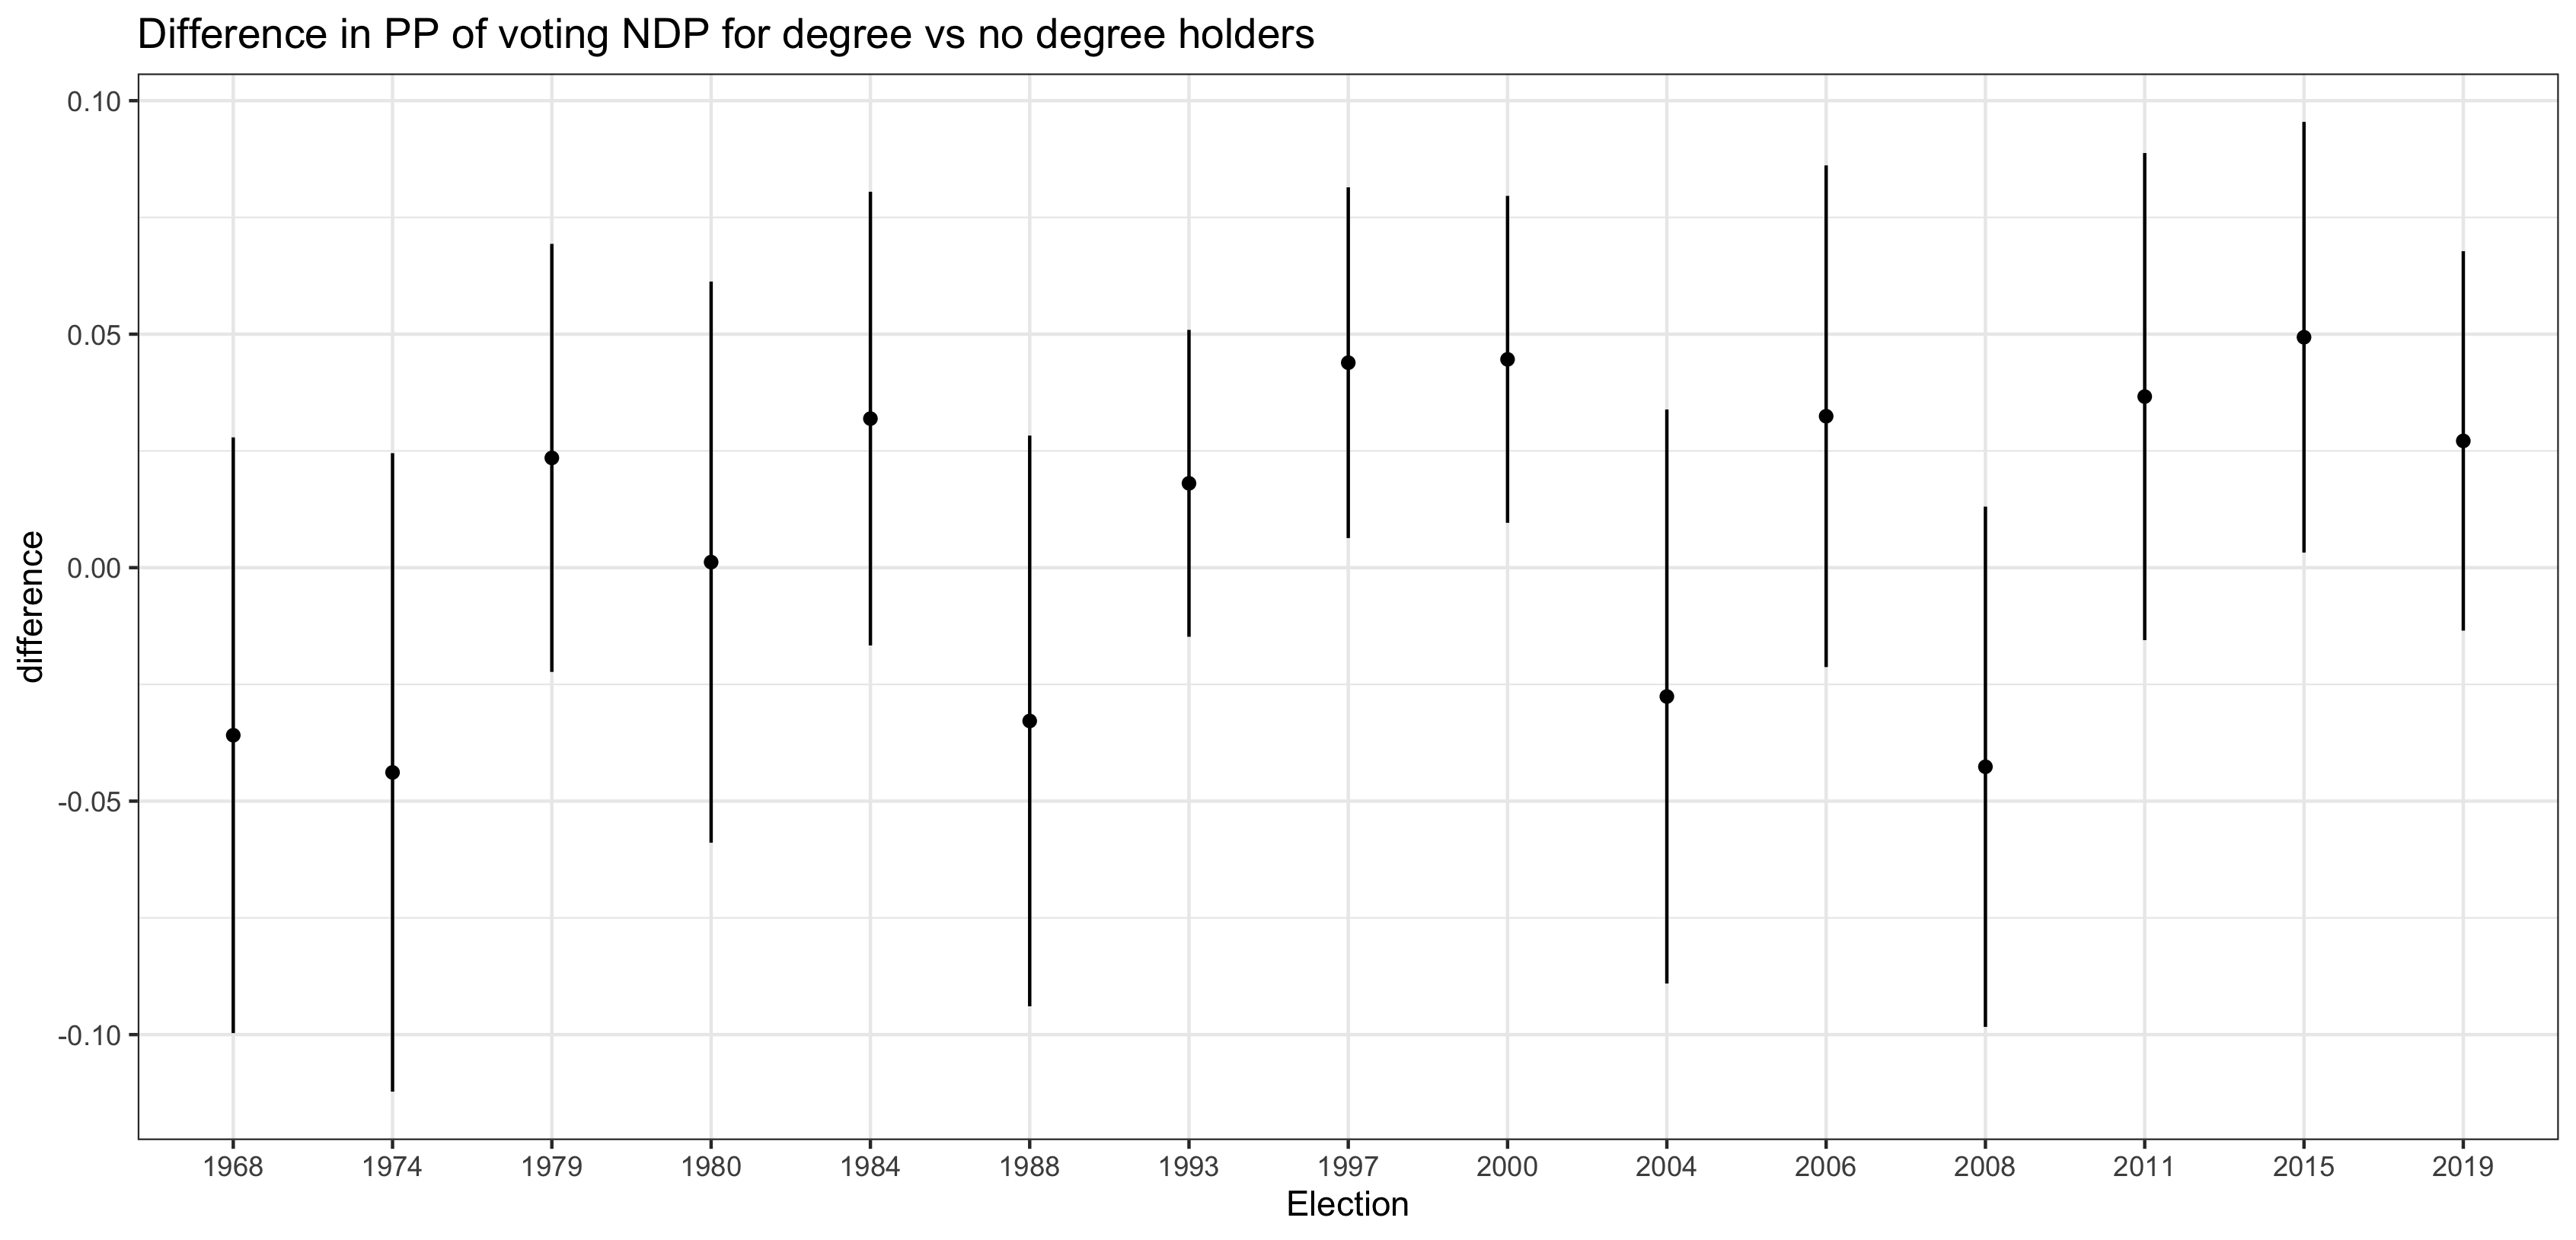 Difference in PP of voting NDP for degree vs no degree holders
0.10
0.05
0.00
-0.05
-0.10
difference
1968 1974 1979 1980 1984 1988 1993 1997 2000 2004 2006 2008 2011 2015 2019
Election